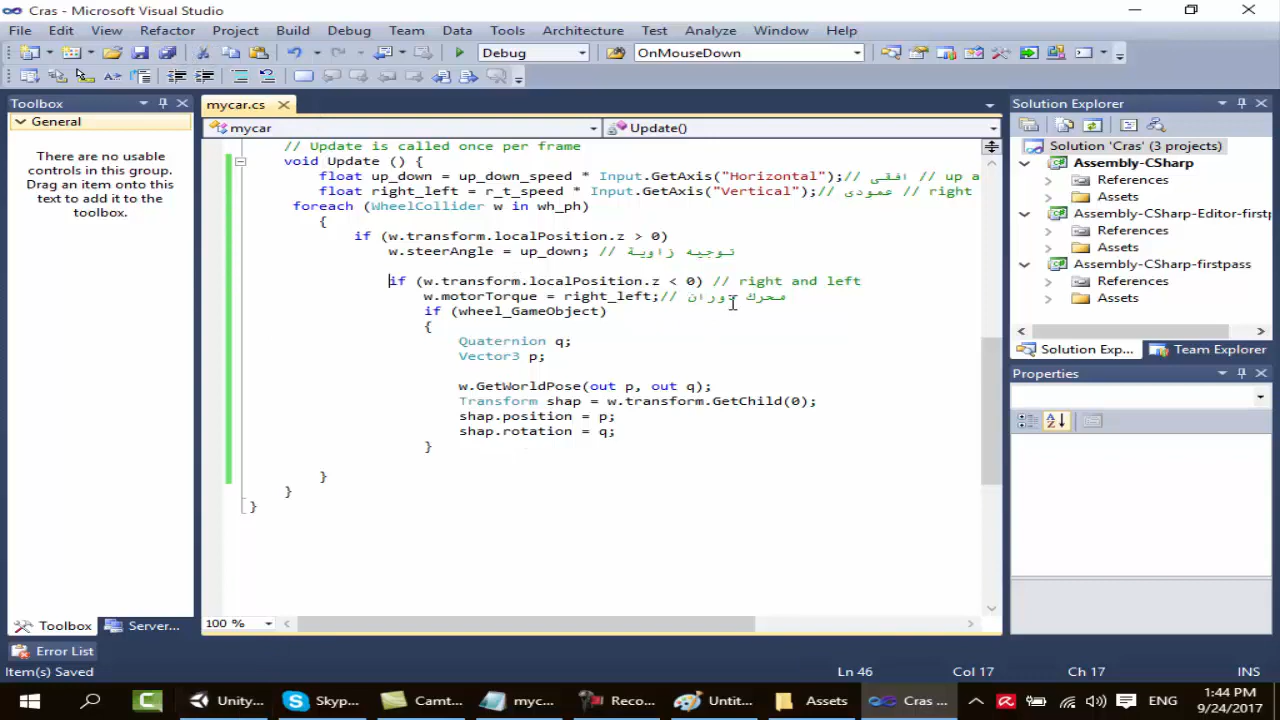 Cras - Microsoft Visual Studio
File Edit View Refactor Project Build Debug Team Data Tools Architecture Test Analyze Window Help
Debug OnMouseDown
Toolbox
General
There are no usable
controls in this group.
Drag an item onto this
text to add it to the
toolbox.
Toolbox Server...
mycar.cs
mycar Update()
// Update is called once per frame
void Update () {
float up_down = up_down_speed * Input.GetAxis("Horizontal");// افقى // up a
float right_left = r_t_speed * Input.GetAxis("Vertical");// عمودى // right
foreach (WheelCollider w in wh_ph)
{
if (w.transform.localPosition.z > 0)
w.steerAngle = up_down; // توجيه زاوية
if (w.transform.localPosition.z < 0) // right and left
w.motorTorque = right_left;// محرك دوران
if (wheel_GameObject)
{
Quaternion q;
Vector3 p;
w.GetWorldPose(out p, out q);
Transform shap = w.transform.GetChild(0);
shap.position = p;
shap.rotation = q;
}
}
}
}
100 %
Solution Explorer
Solution 'Cras' (3 projects)
Assembly-CSharp
References
Assets
Assembly-CSharp-Editor-firstp
References
Assets
Assembly-CSharp-firstpass
References
Assets
Solution Exp... Team Explorer
Properties
Error List
Item(s) Saved Ln 46 Col 17 Ch 17 INS
Unity... Skyp... Camt... myc... Reco... Untit... Assets Cras ... ENG
1:44 PM
9/24/2017